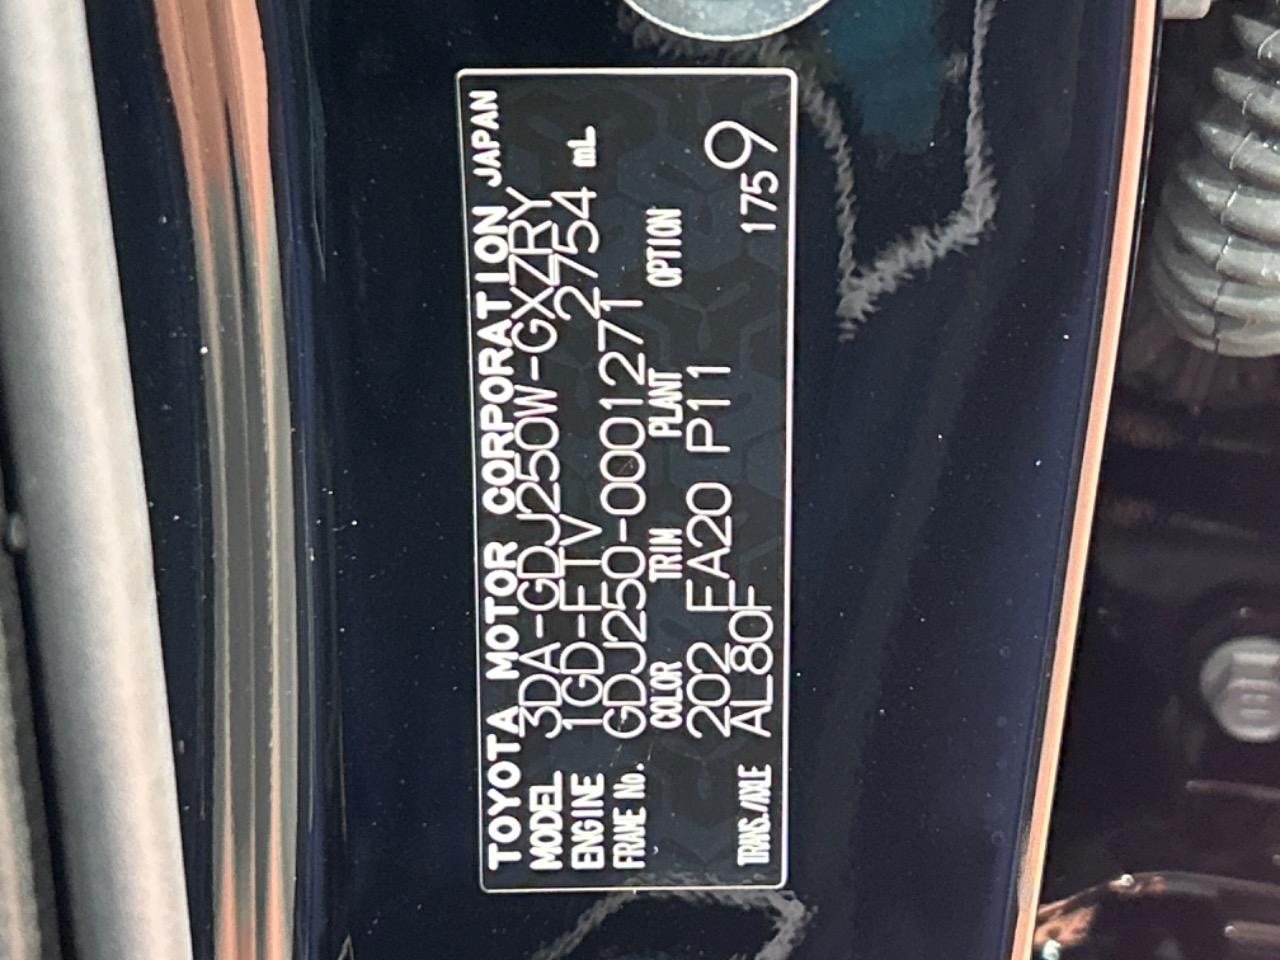 TOYOTA MOTOR CORPORATION JAPAN
MODEL 3DA-GDJ250W-GXZRY
ENGINE 1GD-FTV 2754 mL
FRAME No. GDJ250-0001271
COLOR TRIM PLANT OPTION
202 FA20 P11
TRANS./AXLE AL80F 1759